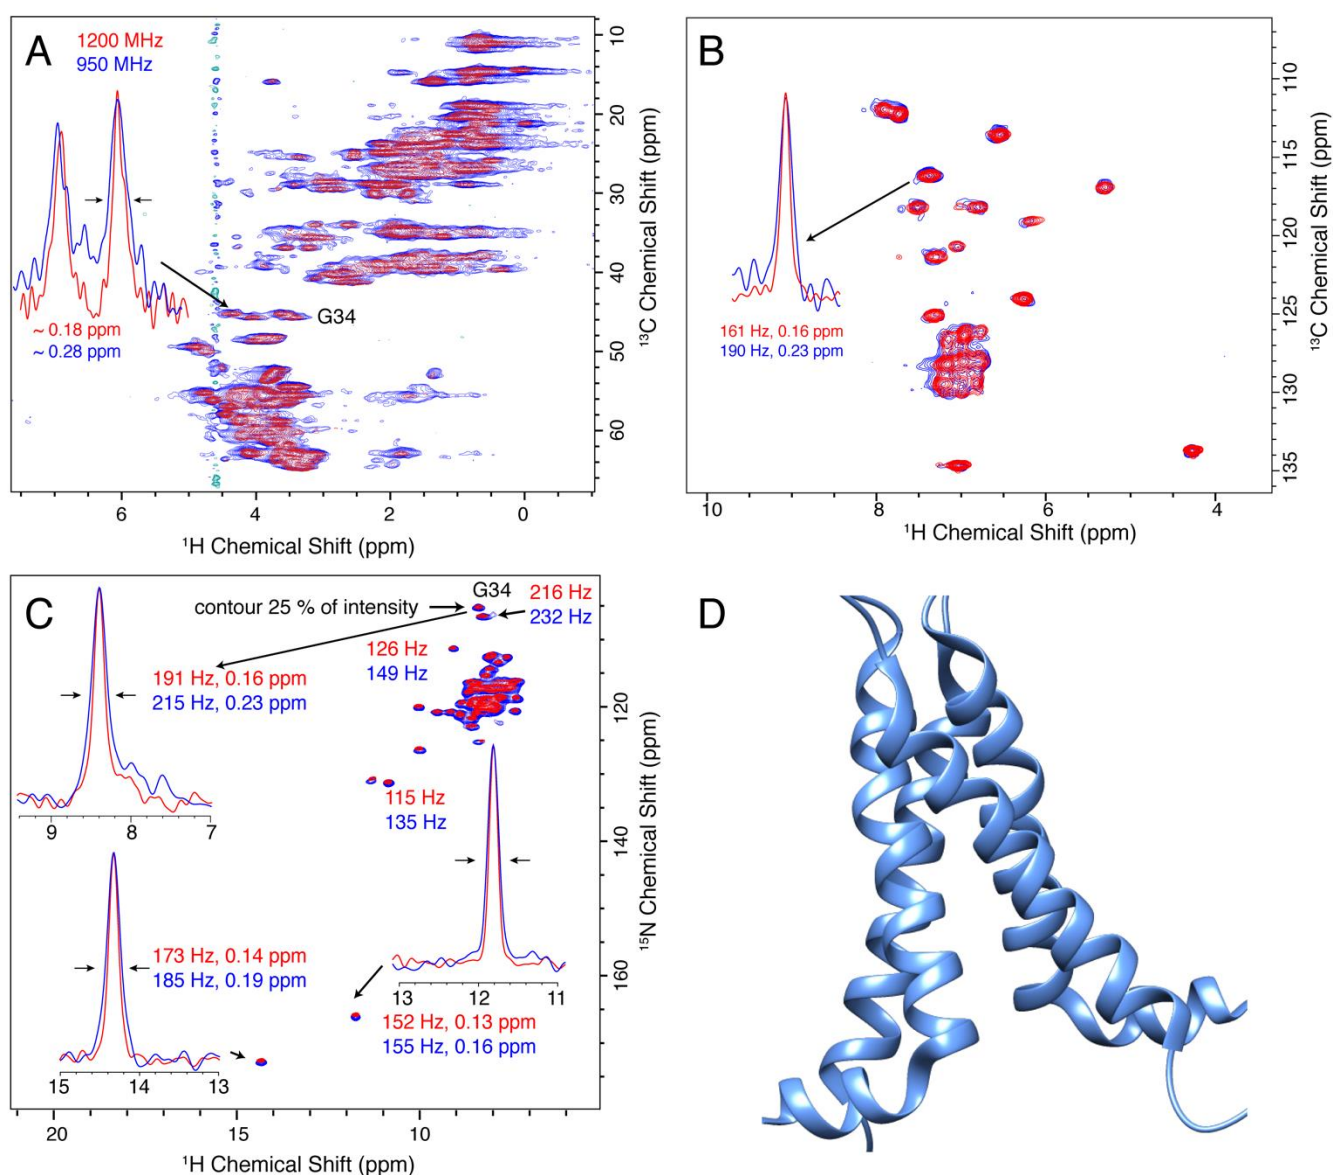 A
1200 MHz
950 MHz
~ 0.18 ppm
~ 0.28 ppm
G34
10
20
30
40
50
60
¹³C Chemical Shift (ppm)
6 4 2 0
¹H Chemical Shift (ppm)
B
161 Hz, 0.16 ppm
190 Hz, 0.23 ppm
110
115
120
125
130
135
¹³C Chemical Shift (ppm)
10 8 6 4
¹H Chemical Shift (ppm)
C
G34
contour 25 % of intensity
216 Hz
232 Hz
126 Hz
149 Hz
191 Hz, 0.16 ppm
215 Hz, 0.23 ppm
9 8 7
115 Hz
135 Hz
173 Hz, 0.14 ppm
185 Hz, 0.19 ppm
13 12 11
152 Hz, 0.13 ppm
155 Hz, 0.16 ppm
15 14 13
120
140
160
¹⁵N Chemical Shift (ppm)
20 15 10
¹H Chemical Shift (ppm)
D